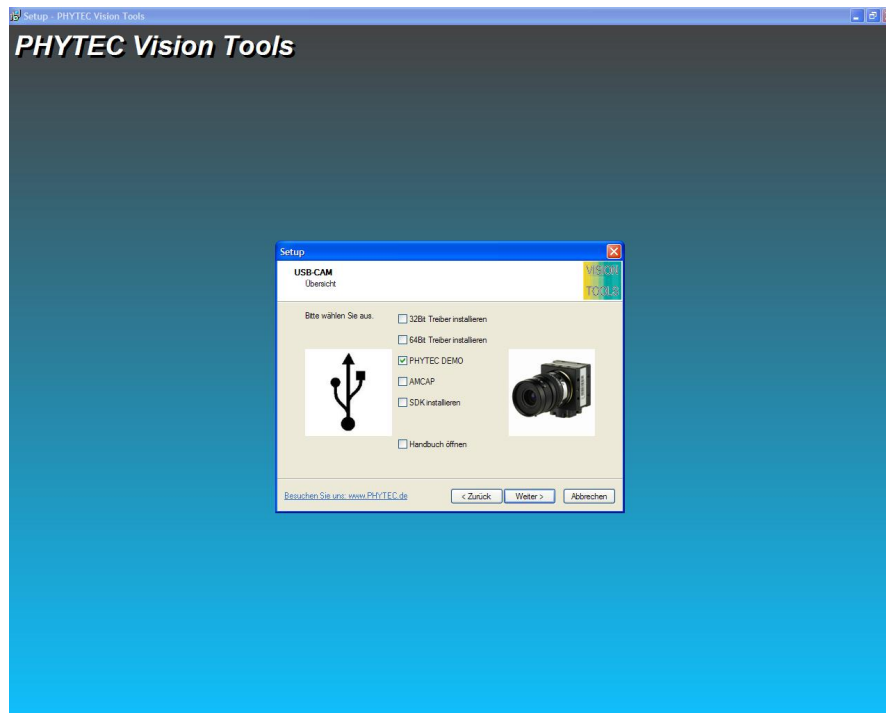 Setup - PHYTEC Vision Tools
PHYTEC Vision Tools
Setup
USB-CAM
Übersicht
VISION
TOOLS
Bitte wählen Sie aus.
32Bit Treiber installieren
64Bit Treiber installieren
PHYTEC DEMO
AMCAP
SDK installieren
Handbuch öffnen
Besuchen Sie uns: www.PHYTEC.de
< Zurück
Weiter >
Abbrechen